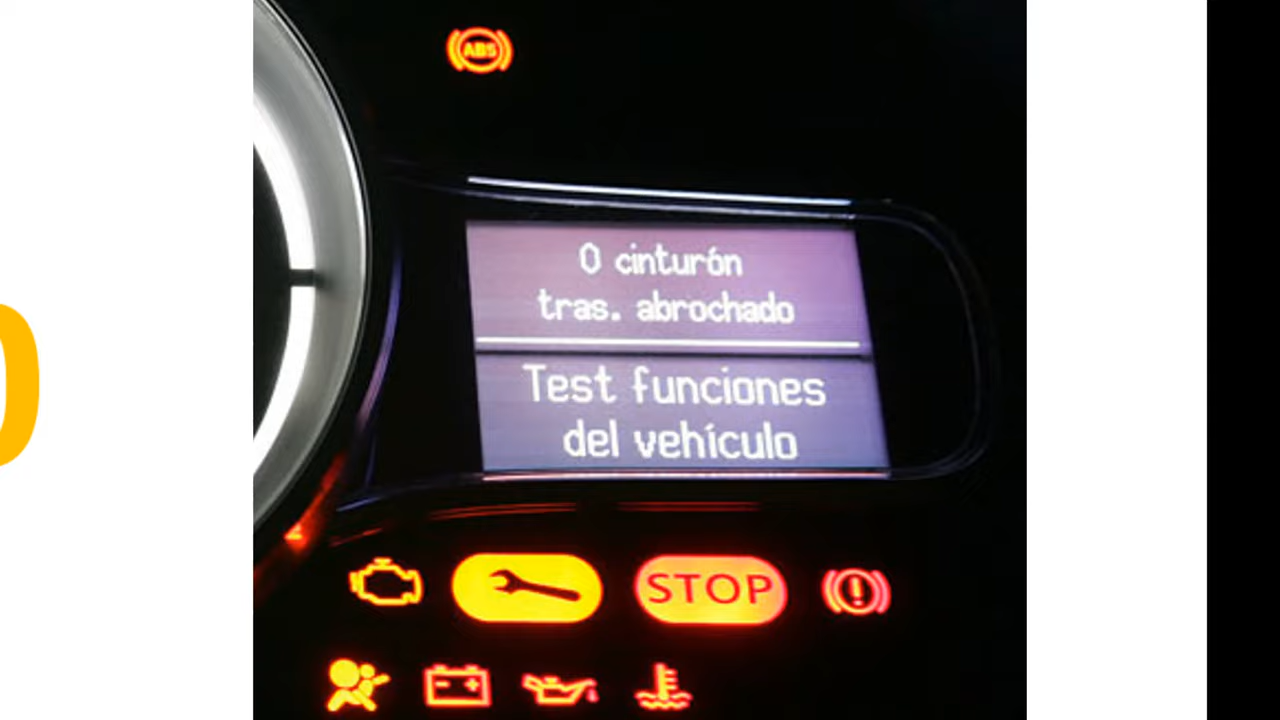 ABS
0 cinturón
tras. abrochado
Test funciones
del vehículo
STOP